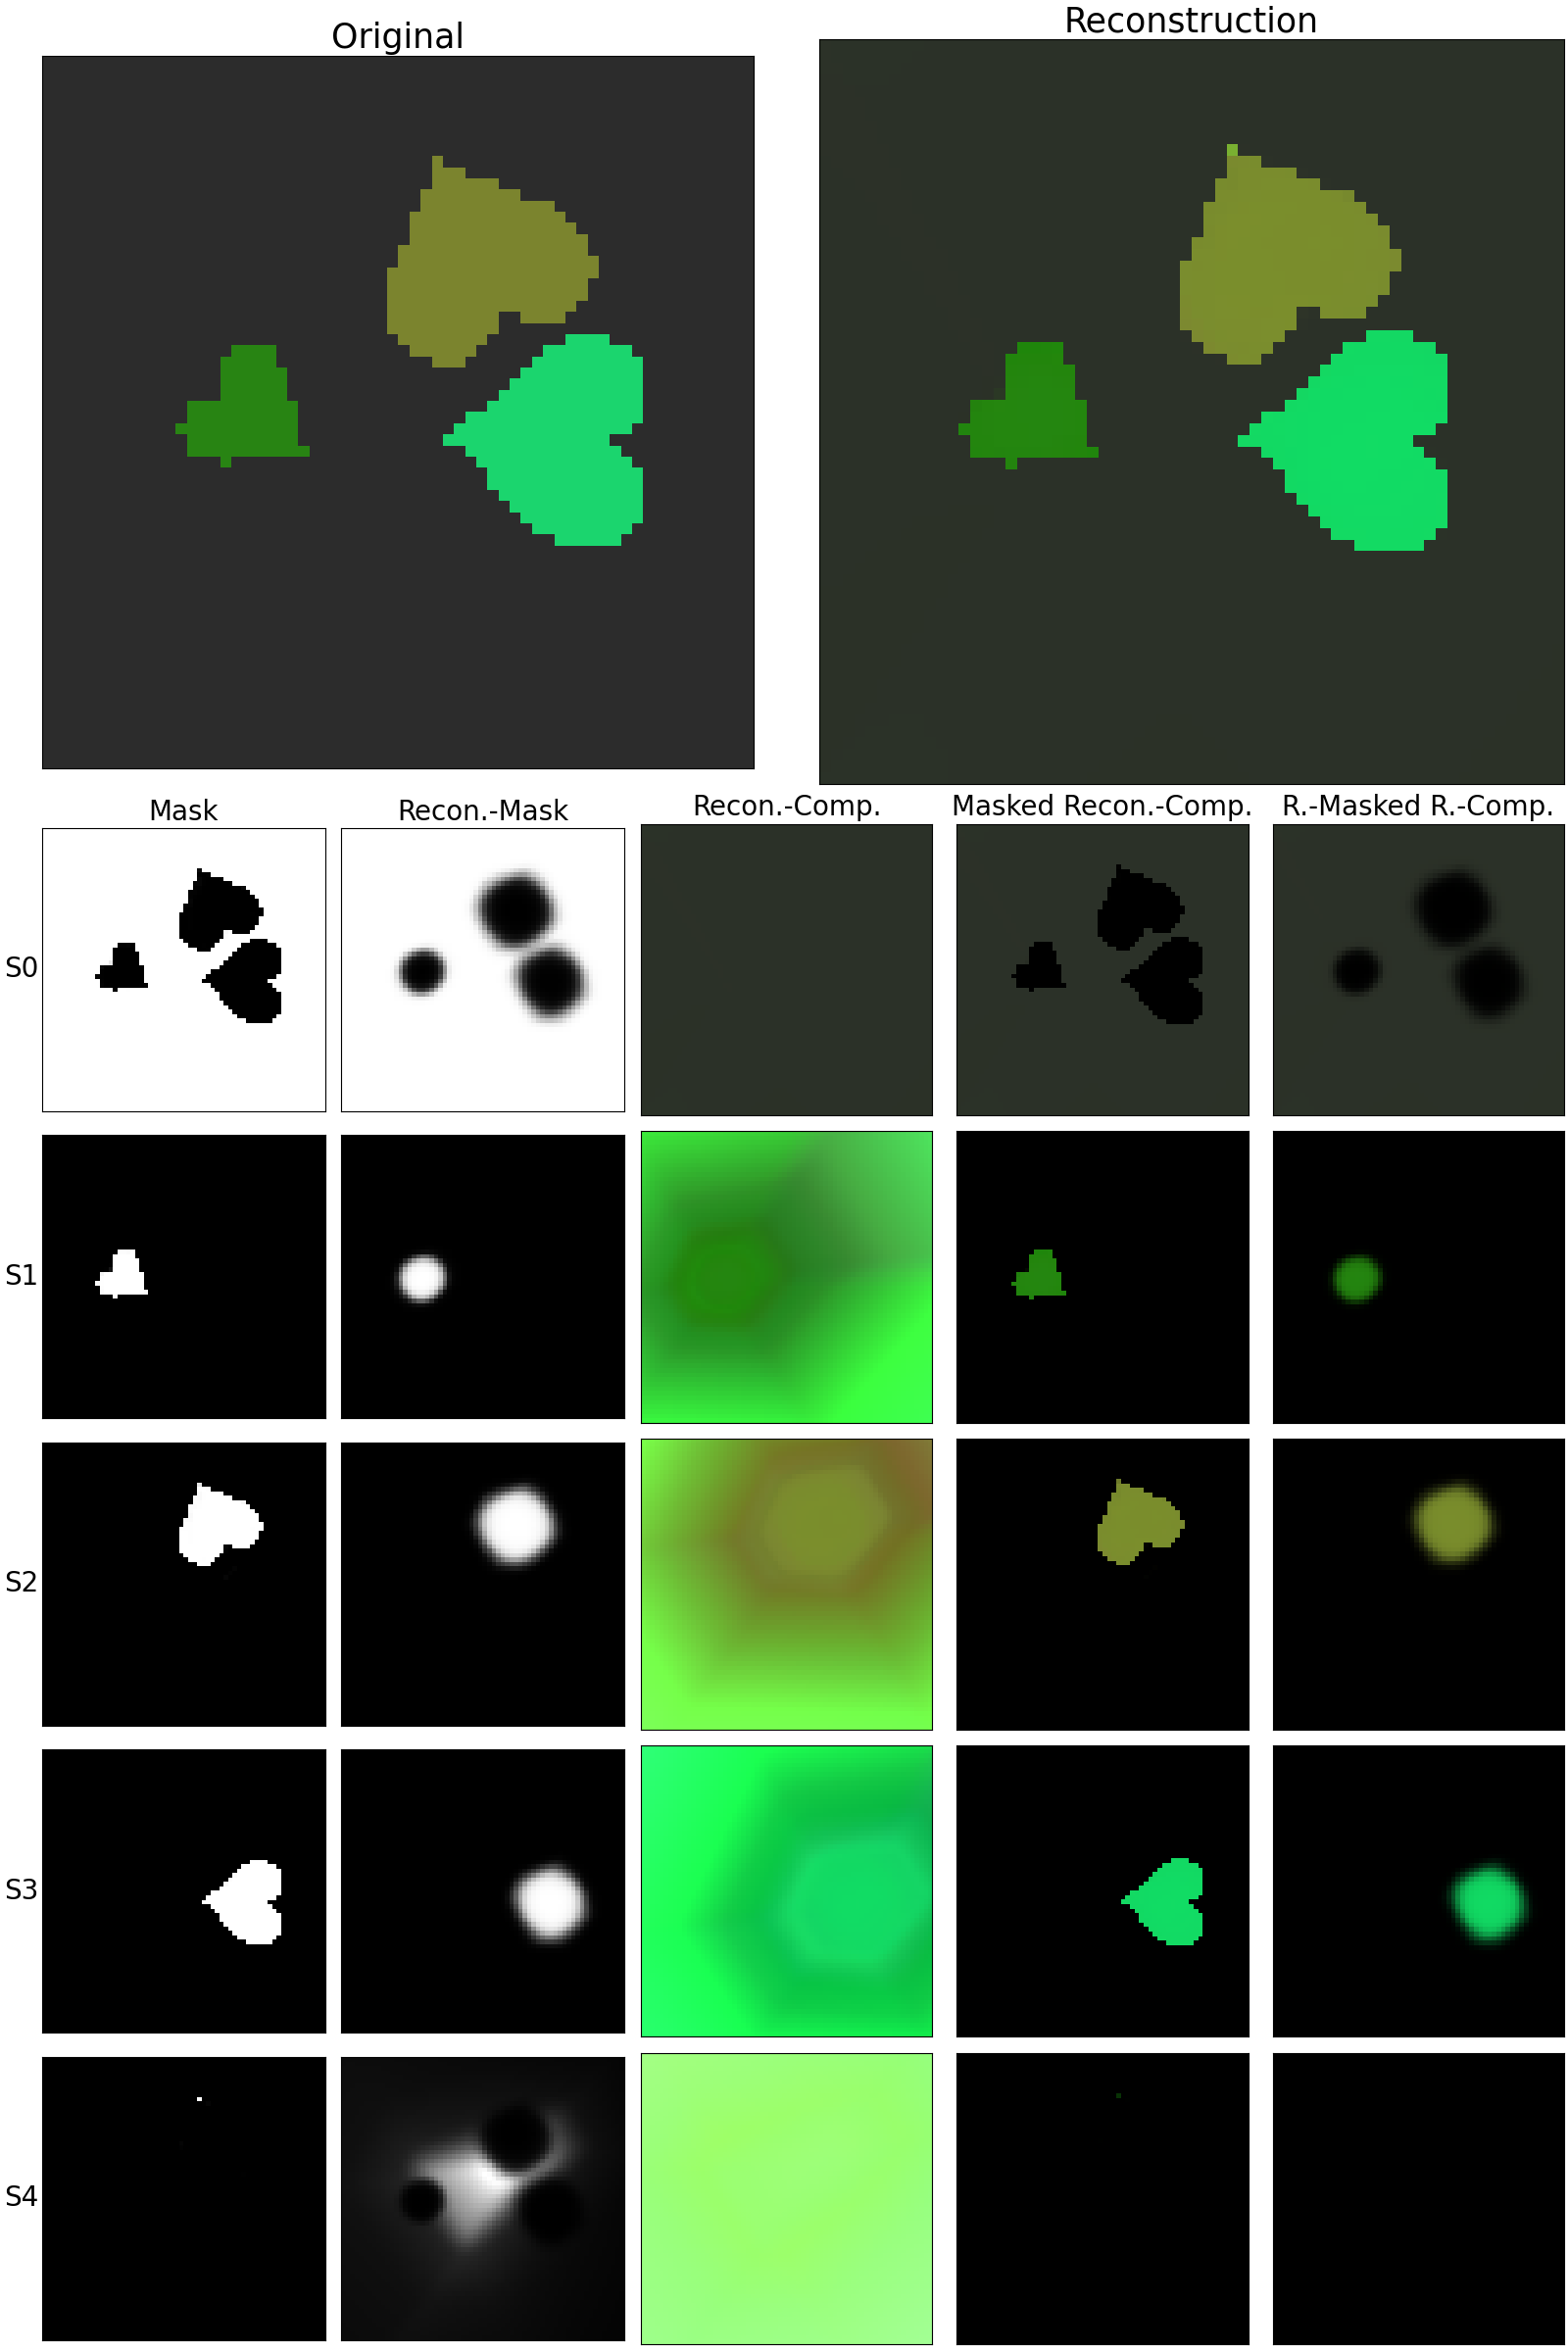 Original
Reconstruction
Mask
Recon.-Mask
Recon.-Comp.
Masked Recon.-Comp.
R.-Masked R.-Comp.
S0
S1
S2
S3
S4